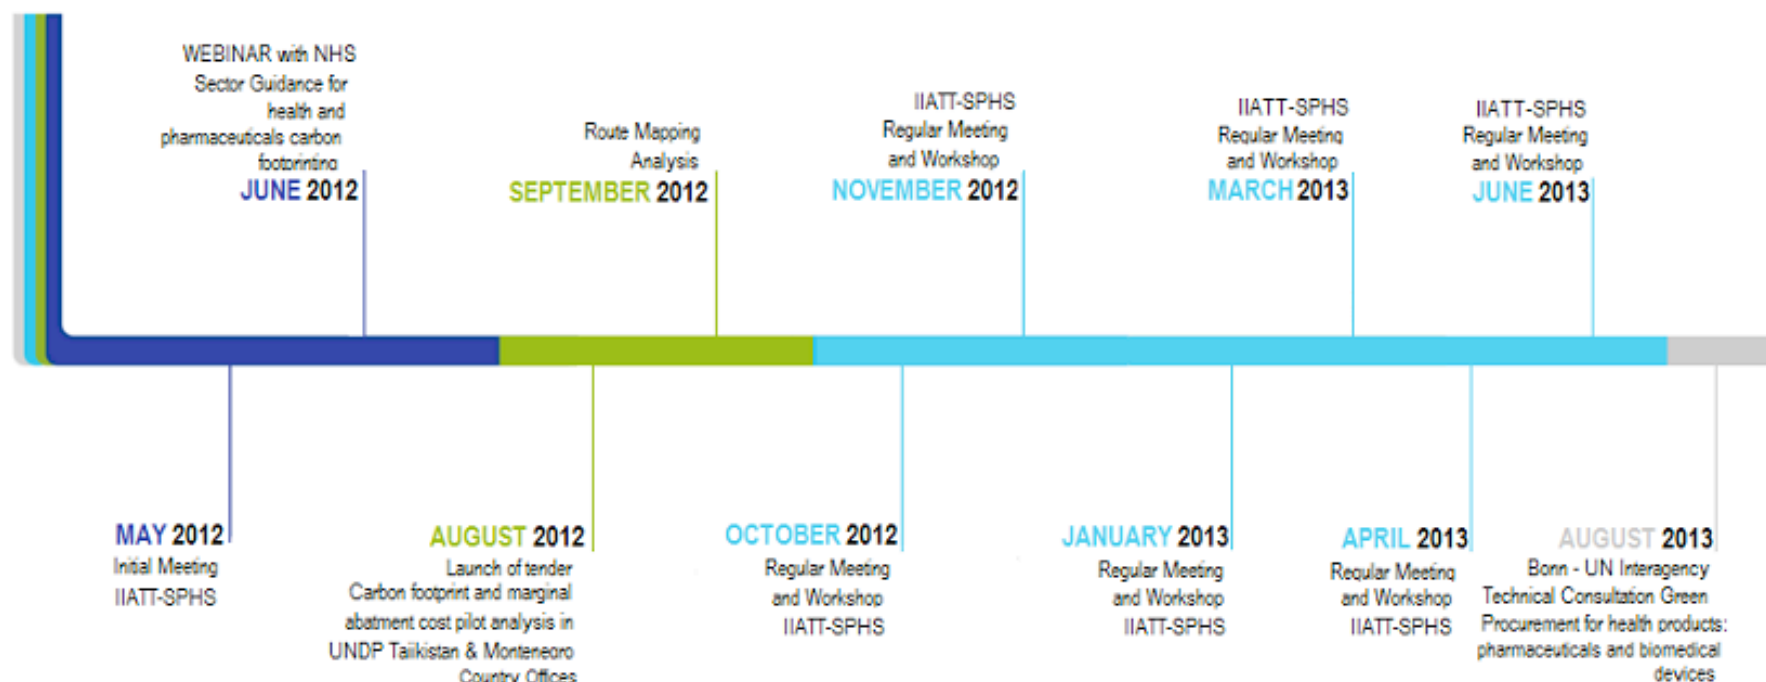 WEBINAR with NHS
Sector Guidance for
health and
pharmaceuticals carbon
footprinting
JUNE 2012
Route Mapping
Analysis
SEPTEMBER 2012
IIATT-SPHS
Regular Meeting
and Workshop
NOVEMBER 2012
IIATT-SPHS
Regular Meeting
and Workshop
MARCH 2013
IIATT-SPHS
Regular Meeting
and Workshop
JUNE 2013
MAY 2012
Initial Meeting
IIATT-SPHS
AUGUST 2012
Launch of tender
Carbon footprint and marginal
abatment cost pilot analysis in
UNDP Tajikistan & Montenegro
Country Offices
OCTOBER 2012
Regular Meeting
and Workshop
IIATT-SPHS
JANUARY 2013
Regular Meeting
and Workshop
IIATT-SPHS
APRIL 2013
Regular Meeting
and Workshop
IIATT-SPHS
AUGUST 2013
Bonn - UN Interagency
Technical Consultation Green
Procurement for health products:
pharmaceuticals and biomedical
devices